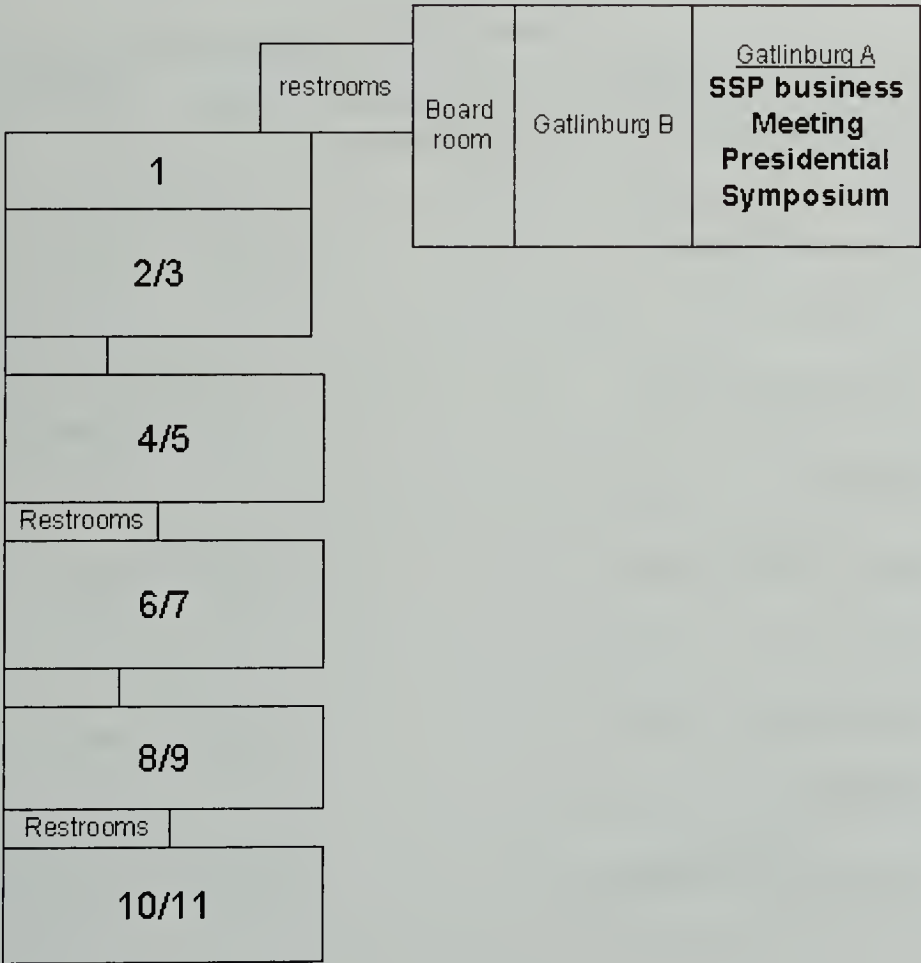 restrooms
Board
room
Gatlinburg B
Gatlinburg A
SSP business
Meeting
Presidential
Symposium
1
2/3
4/5
Restrooms
6/7
8/9
Restrooms
10/11